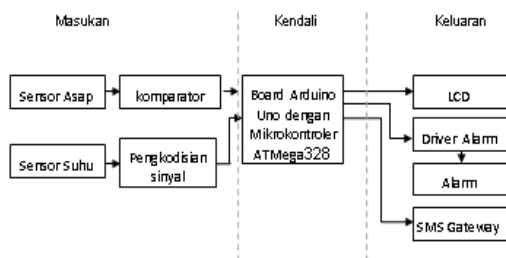 Masukan
Kendali
Keluaran
Sensor Asap
komparator
Sensor Suhu
Pengkodisian
sinyal
Board Arduino
Uno dengan
Mikrokontroler
ATMega328
LCD
Driver Alarm
Alarm
SMS Gateway